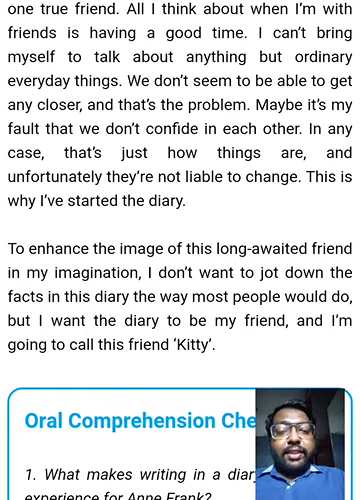 one true friend. All I think about when I’m with
friends is having a good time. I can’t bring
myself to talk about anything but ordinary
everyday things. We don’t seem to be able to get
any closer, and that’s the problem. Maybe it’s my
fault that we don’t confide in each other. In any
case, that’s just how things are, and
unfortunately they’re not liable to change. This is
why I’ve started the diary.
To enhance the image of this long-awaited friend
in my imagination, I don’t want to jot down the
facts in this diary the way most people would do,
but I want the diary to be my friend, and I’m
going to call this friend ‘Kitty’.
Oral Comprehension Che
1. What makes writing in a diar
experience for Anne Frank?